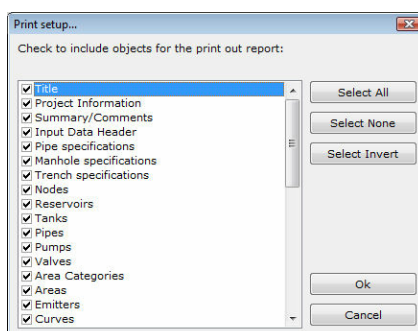 Print setup...
Check to include objects for the print out report:
Title
Project Information
Summary/Comments
Input Data Header
Pipe specifications
Manhole specifications
Trench specifications
Nodes
Reservoirs
Tanks
Pipes
Pumps
Valves
Area Categories
Areas
Emitters
Curves
Select All
Select None
Select Invert
Ok
Cancel